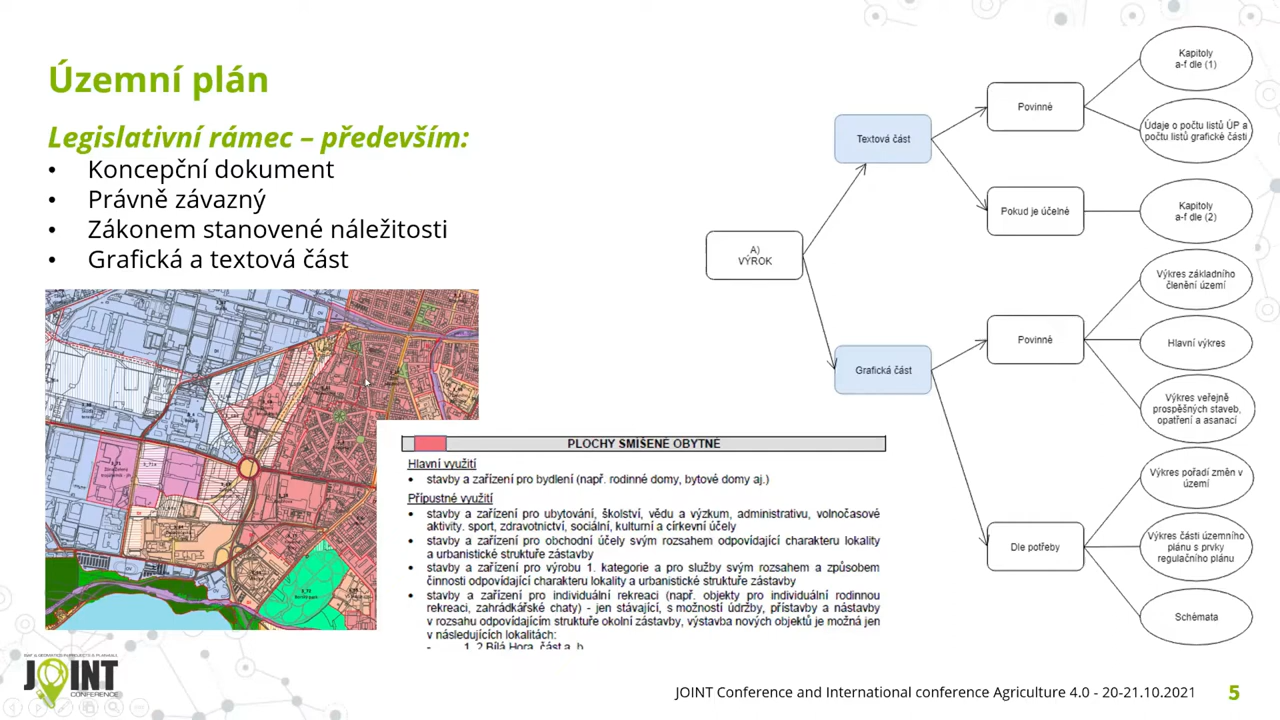 Územní plán
Legislativní rámec – především:
• Koncepční dokument
• Právně závazný
• Zákonem stanovené náležitosti
• Grafická a textová část
PLOCHY SMÍŠENÉ OBYTNÉ
Hlavní využití
• stavby a zařízení pro bydlení (např. rodinné domy, bytové domy aj.)
Přípustné využití
• stavby a zařízení pro ubytování, školství, vědu a výzkum, administrativu, volnočasové
aktivity. sport, zdravotnictví, sociální, kulturní a církevní účely
• stavby a zařízení pro obchodní účely svým rozsahem odpovídající charakteru lokality
a urbanistické struktuře zástavby
• stavby a zařízení pro výrobu 1. kategorie a pro služby svým rozsahem a způsobem
činnosti odpovídající charakteru lokality a urbanistické struktuře zástavby
• stavby a zařízení pro individuální rekreaci (např. objekty pro individuální rodinnou
rekreaci, zahrádkářské chaty) - jen stávající, s možností údržby, přístavby a nástavby
v rozsahu odpovídajícím struktuře okolní zástavby, výstavba nových objektů je možná jen
v následujících lokalitách:
- 1_2 Bílá Hora, část a, b
A)
VÝROK
Textová část
Povinné
Kapitoly
a-f dle (1)
Údaje o počtu listů ÚP a
počtu listů grafické části
Pokud je účelné
Kapitoly
a-f dle (2)
Grafická část
Povinné
Výkres základního
členění území
Hlavní výkres
Výkres veřejně
prospěšných staveb,
opatření a asanací
Dle potřeby
Výkres pořadí změn v
území
Výkres části územního
plánu s prvky
regulačního plánu
Schémata
JOINT
CONFERENCE
JOINT Conference and International conference Agriculture 4.0 - 20-21.10.2021
5